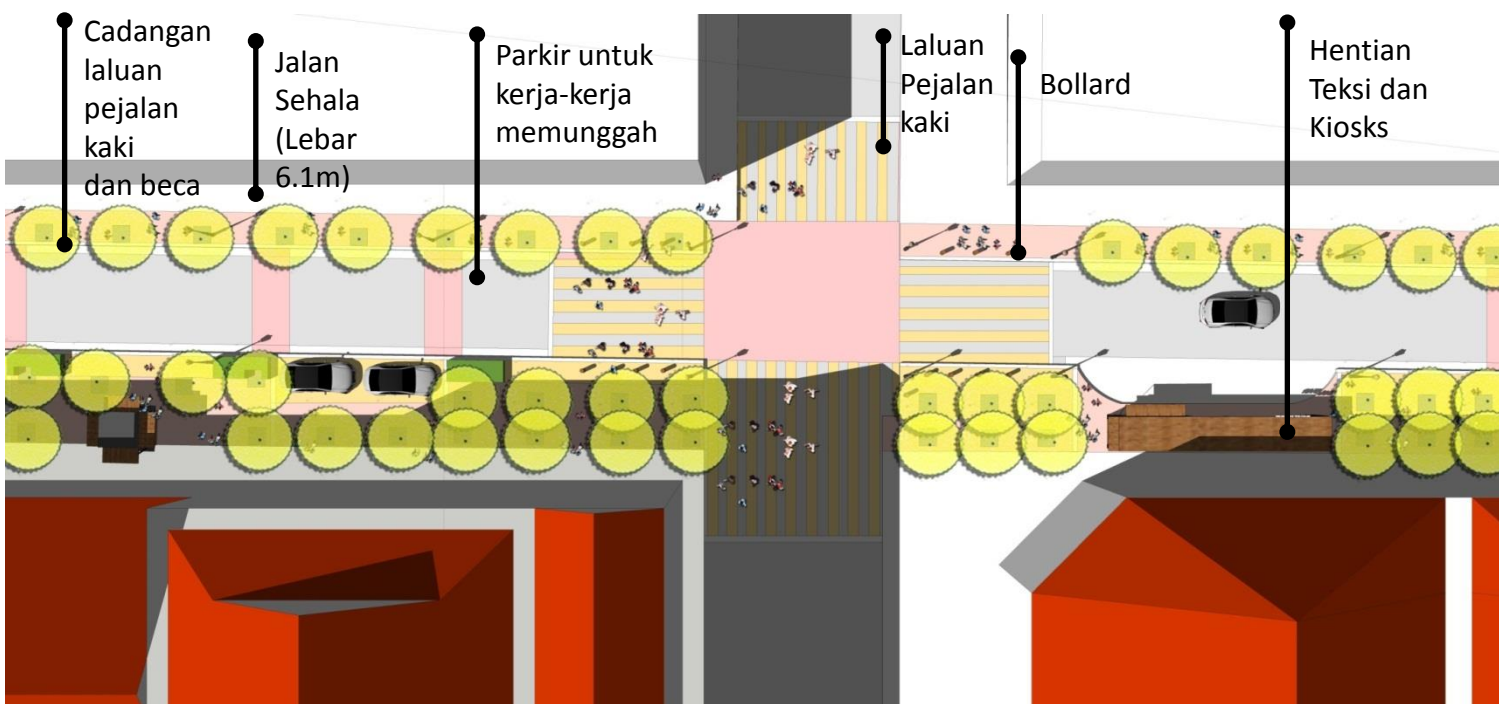 Cadangan
laluan
pejalan
kaki
dan beca
Jalan
Sehala
(Lebar
6.1m)
Parkir untuk
kerja-kerja
memunggah
Laluan
Pejalan
kaki
Bollard
Hentian
Teksi dan
Kiosks